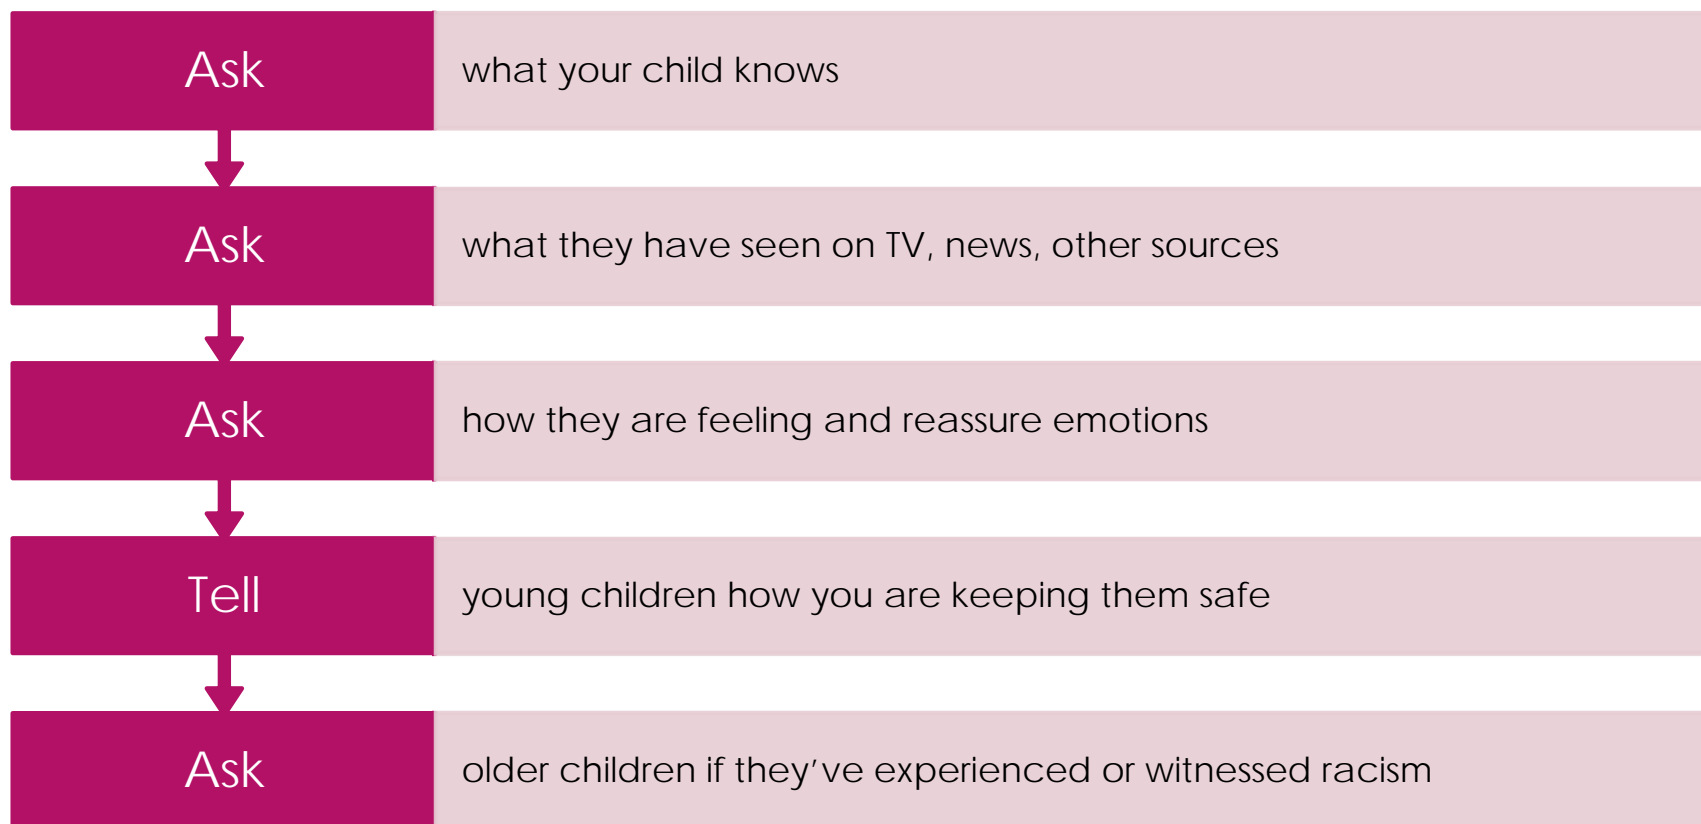 Ask
what your child knows
Ask
what they have seen on TV, news, other sources
Ask
how they are feeling and reassure emotions
Tell
young children how you are keeping them safe
Ask
older children if they’ve experienced or witnessed racism